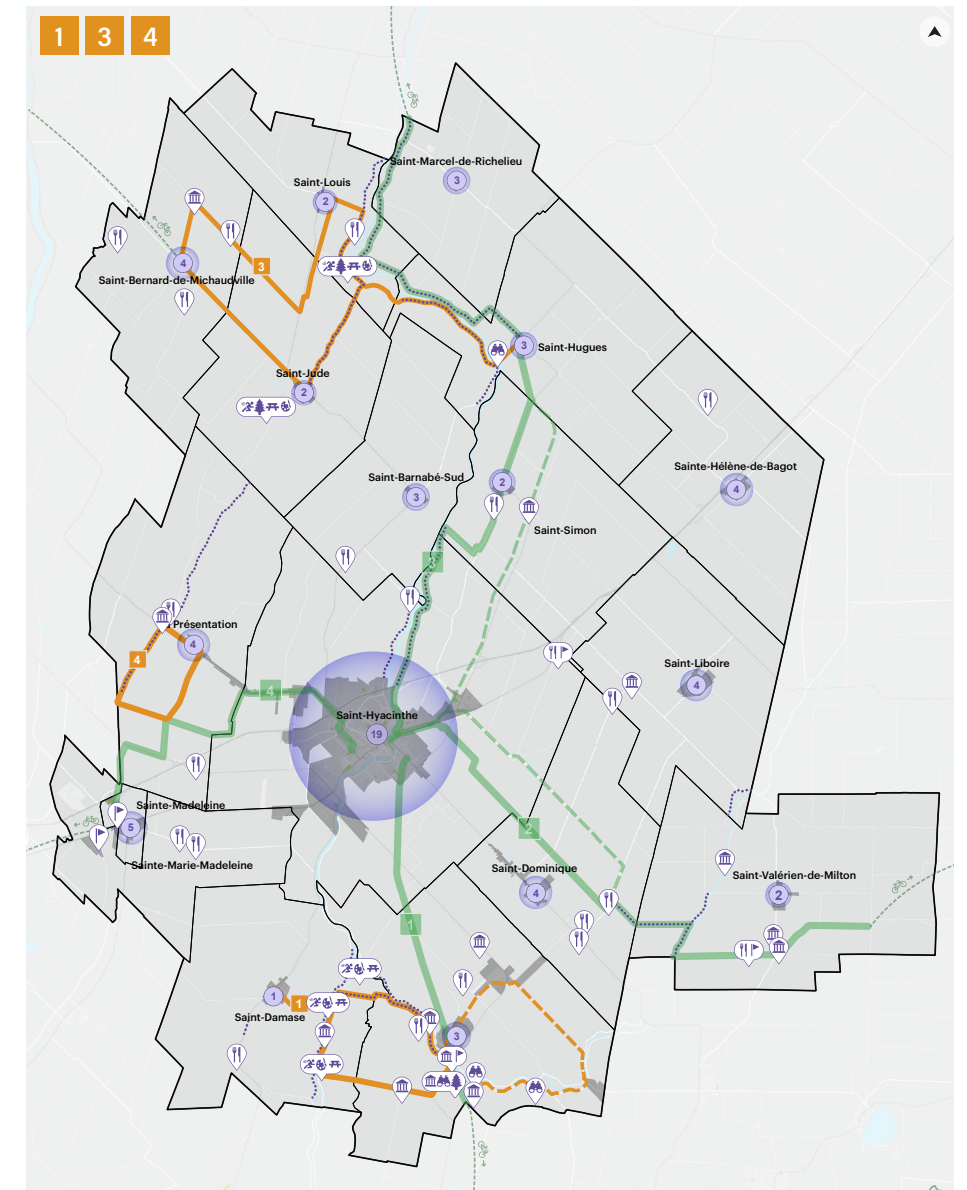 1 3 4
Saint-Marcel-de-Richelieu
3
Saint-Louis
2
3
4
Saint-Bernard-de-Michaudville
3
Saint-Hugues
Saint-Jude
2
Sainte-Hélène-de-Bagot
4
Saint-Barnabé-Sud
3
2
Saint-Simon
Présentation
4
4
Saint-Liboire
4
4
Saint-Hyacinthe
19
Sainte-Madeleine
5
Sainte-Marie-Madeleine
2
Saint-Dominique
4
Saint-Valérien-de-Milton
2
1
1
1
Saint-Damase
3